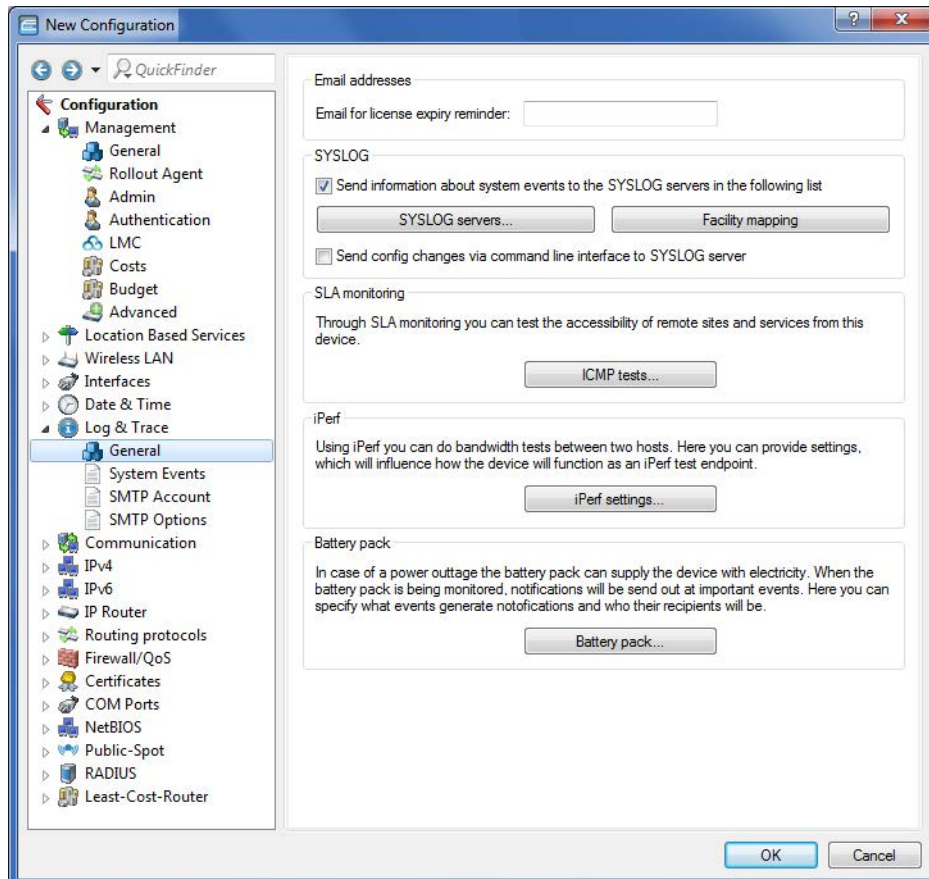 New Configuration
QuickFinder
Configuration
Management
General
Rollout Agent
Admin
Authentication
LMC
Costs
Budget
Advanced
Location Based Services
Wireless LAN
Interfaces
Date & Time
Log & Trace
General
System Events
SMTP Account
SMTP Options
Communication
IPv4
IPv6
IP Router
Routing protocols
Firewall/QoS
Certificates
COM Ports
NetBIOS
Public-Spot
RADIUS
Least-Cost-Router
Email addresses
Email for license expiry reminder:
SYSLOG
Send information about system events to the SYSLOG servers in the following list
SYSLOG servers...
Facility mapping
Send config changes via command line interface to SYSLOG server
SLA monitoring
Through SLA monitoring you can test the accessibility of remote sites and services from this
device.
ICMP tests...
iPerf
Using iPerf you can do bandwidth tests between two hosts. Here you can provide settings,
which will influence how the device will function as an iPerf test endpoint.
iPerf settings...
Battery pack
In case of a power outtage the battery pack can supply the device with electricity. When the
battery pack is being monitored, notifications will be send out at important events. Here you can
specify what events generate notofications and who their recipients will be.
Battery pack...
OK
Cancel